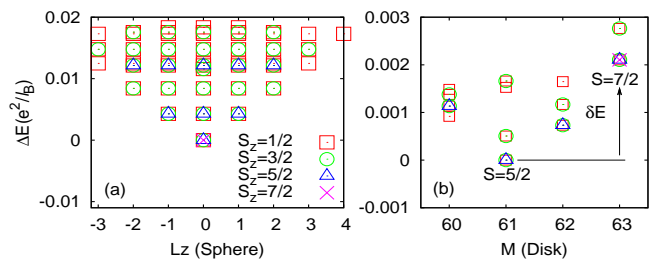 ΔE(e²/l_B)
0.02
0.01
0
-0.01
S_z=1/2
S_z=3/2
S_z=5/2
S_z=7/2
(a)
-3 -2 -1 0 1 2 3 4
Lz (Sphere)
0.003
0.002
0.001
0
-0.001
S=7/2
δE
S=5/2
(b)
60 61 62 63
M (Disk)